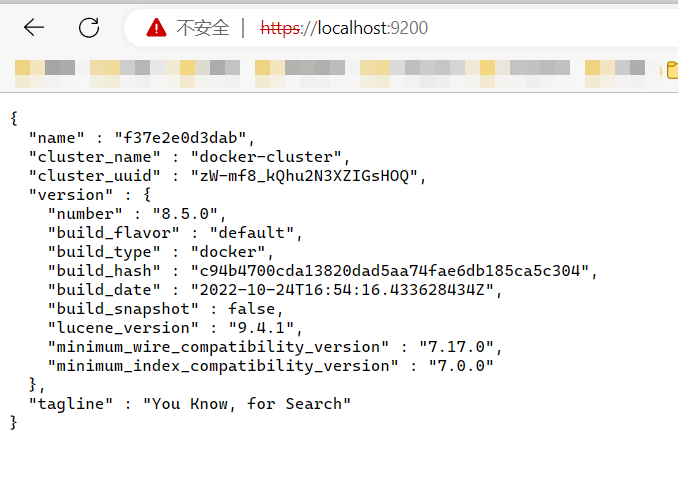 不安全 | https://localhost:9200
{
  "name" : "f37e2e0d3dab",
  "cluster_name" : "docker-cluster",
  "cluster_uuid" : "zW-mf8_kQhu2N3XZIGsHOQ",
  "version" : {
    "number" : "8.5.0",
    "build_flavor" : "default",
    "build_type" : "docker",
    "build_hash" : "c94b4700cda13820dad5aa74fae6db185ca5c304",
    "build_date" : "2022-10-24T16:54:16.433628434Z",
    "build_snapshot" : false,
    "lucene_version" : "9.4.1",
    "minimum_wire_compatibility_version" : "7.17.0",
    "minimum_index_compatibility_version" : "7.0.0"
  },
  "tagline" : "You Know, for Search"
}